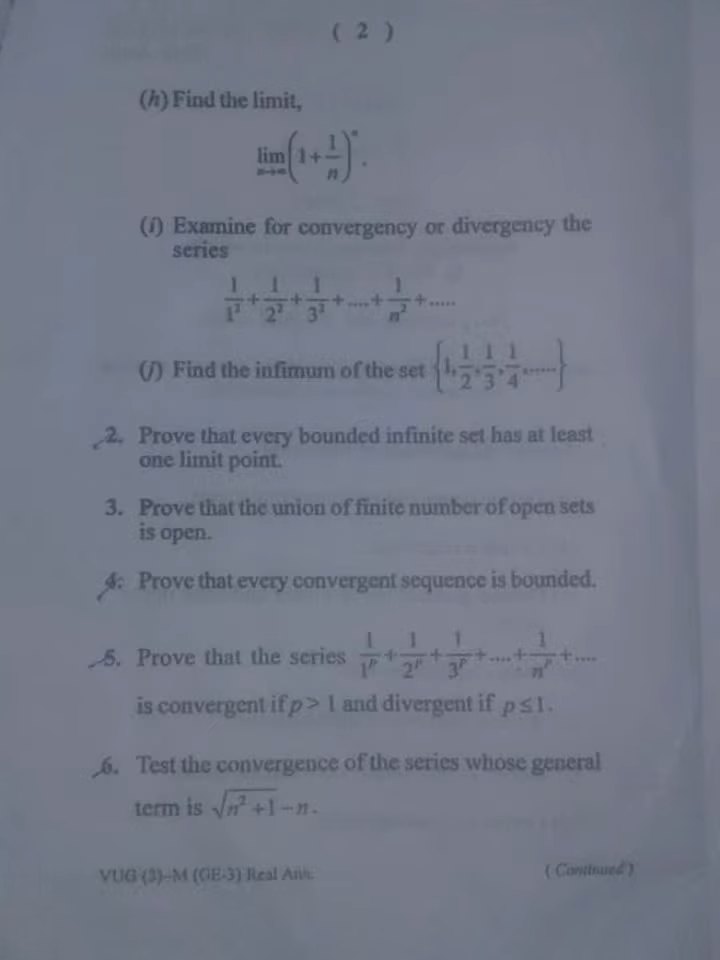 ( 2 )
(h) Find the limit,
lim n→∞ (1 + 1/n)^n .
(i) Examine for convergency or divergency the
series
1/1² + 1/2² + 1/3² + .... + 1/n² + .....
(j) Find the infimum of the set {1, 1/2, 1/3, 1/4, ......}
2. Prove that every bounded infinite set has at least
one limit point.
3. Prove that the union of finite number of open sets
is open.
4. Prove that every convergent sequence is bounded.
5. Prove that the series 1/1^p + 1/2^p + 1/3^p + .... + 1/n^p + ....
is convergent if p > 1 and divergent if p ≤ 1.
6. Test the convergence of the series whose general
term is √(n² + 1) – n.
VUG (3)–M (GE-3) Real Ana.
( Continued )